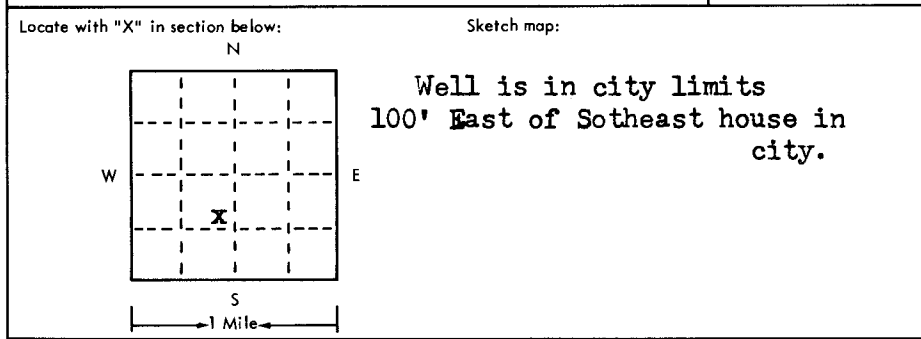 Locate with "X" in section below:
Sketch map:
N
Well is in city limits
100' East of Sotheast house in
city.
W
E
X
S
1 Mile